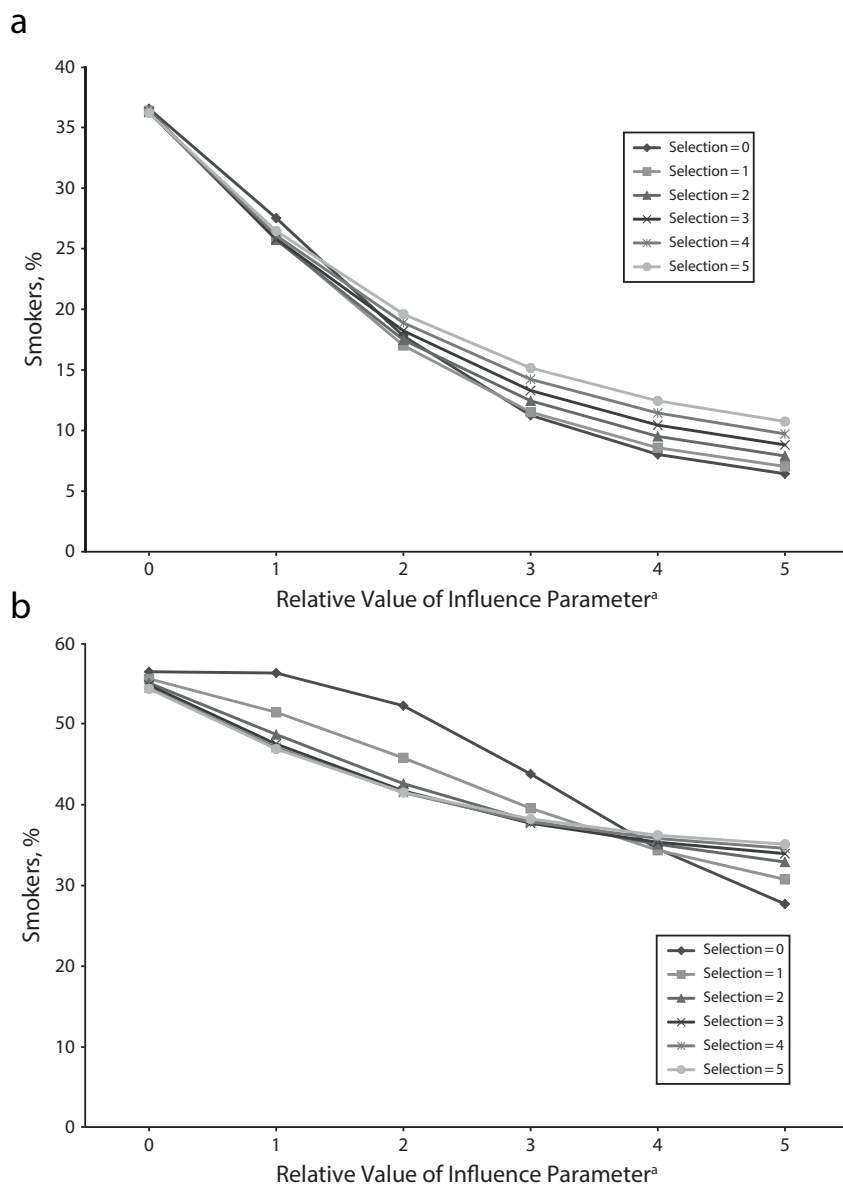 a
40
35
30
25
20
15
10
5
0
Smokers, %
Selection = 0
Selection = 1
Selection = 2
Selection = 3
Selection = 4
Selection = 5
0 1 2 3 4 5
Relative Value of Influence Parameterᵃ
b
60
50
40
30
20
10
0
Smokers, %
Selection = 0
Selection = 1
Selection = 2
Selection = 3
Selection = 4
Selection = 5
0 1 2 3 4 5
Relative Value of Influence Parameterᵃ